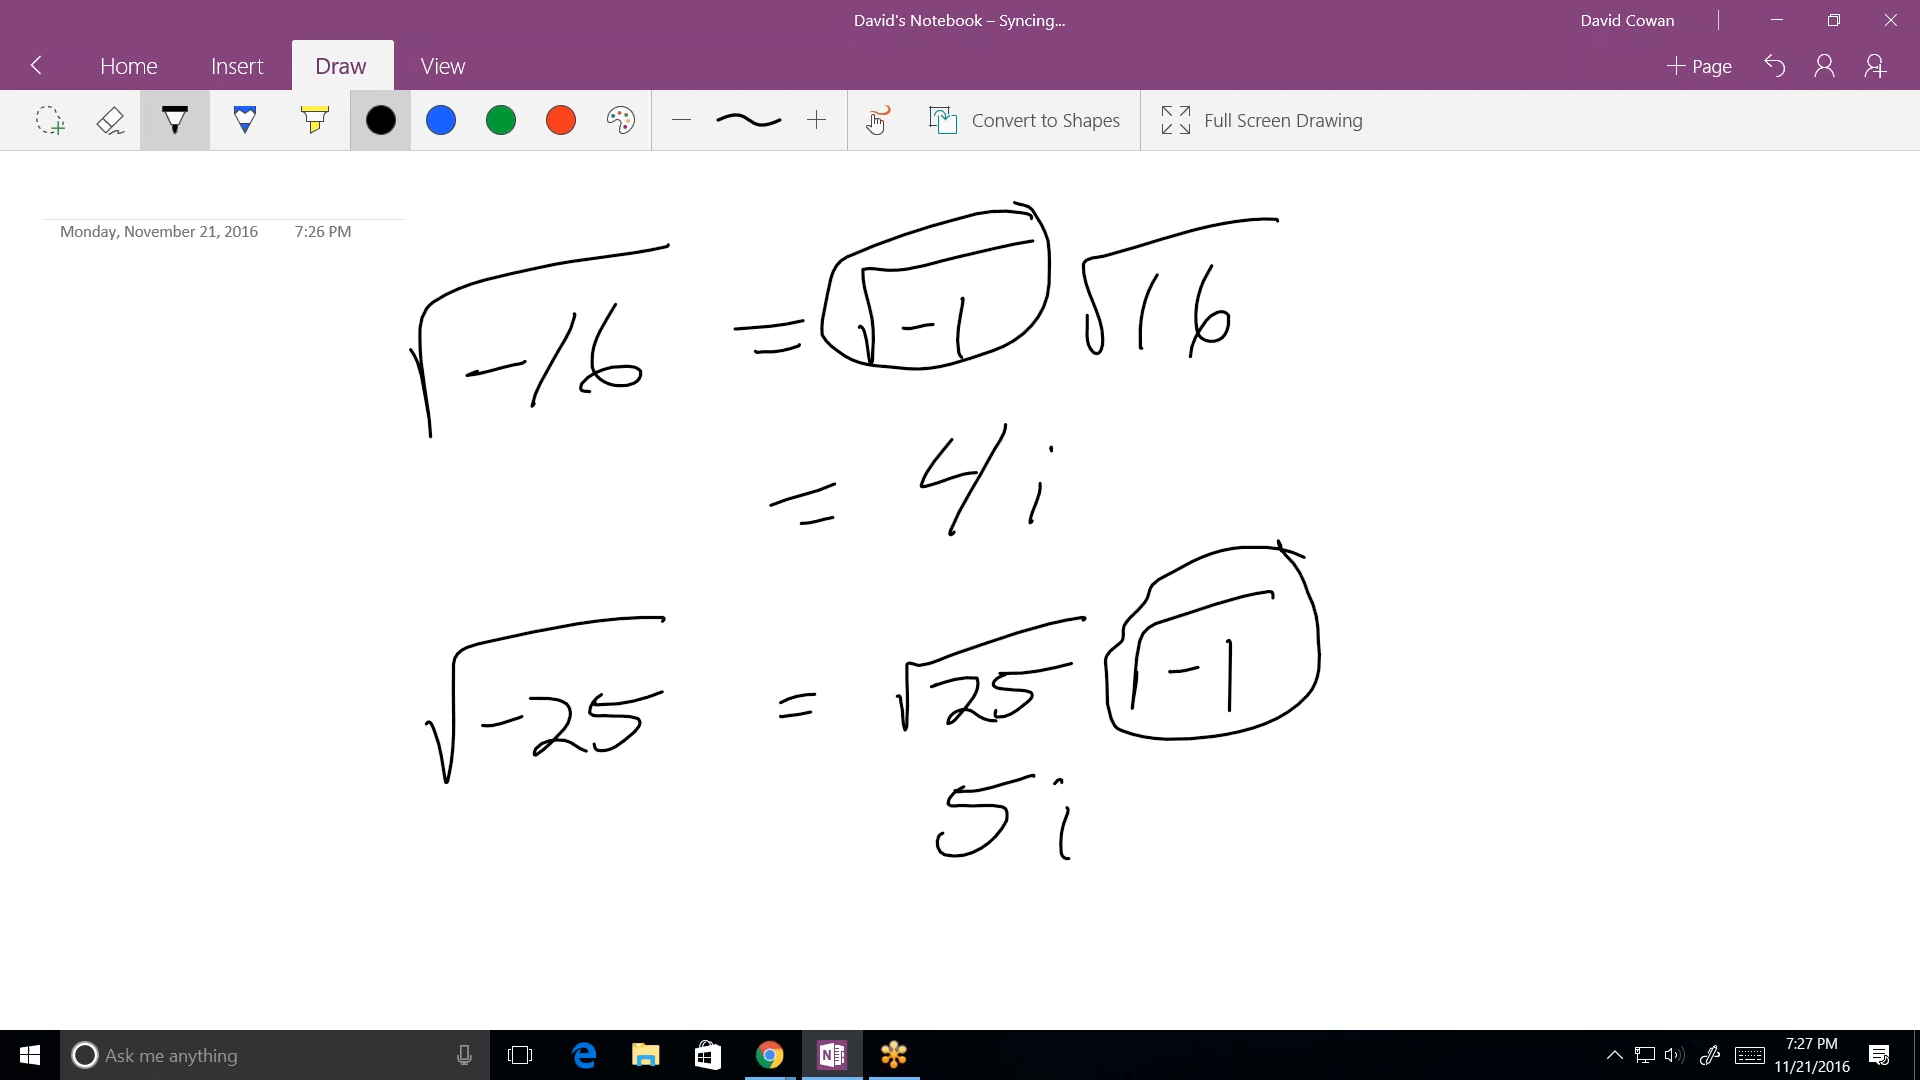 David's Notebook – Syncing...
David Cowan
Home Insert Draw View
Page
Convert to Shapes
Full Screen Drawing
Monday, November 21, 2016 7:26 PM
√-16 = √-1 √16
= 4i
√-25 = √25 √-1
5i
Ask me anything
7:27 PM
11/21/2016